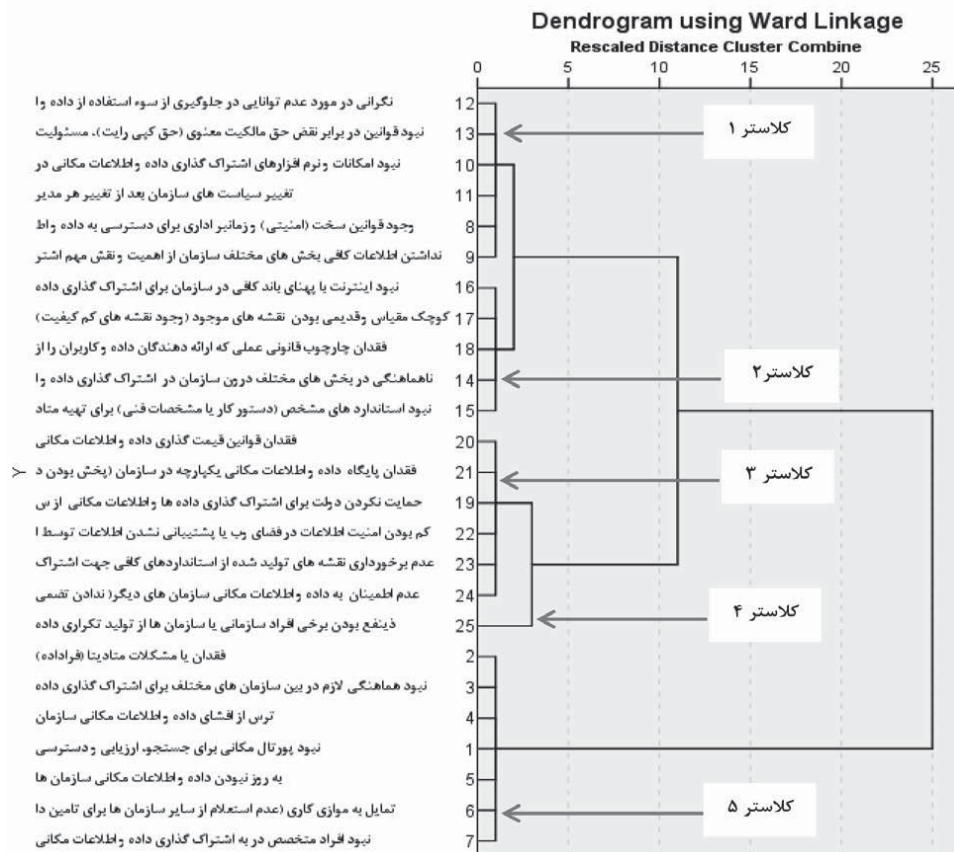 Dendrogram using Ward Linkage
Rescaled Distance Cluster Combine
0 5 10 15 20 25
نگرانی در مورد عدم توانایی در جلوگیری از سوء استفاده از داده وا 12
نبود قوانین در برابر نقض حق مالکیت معنوی (حق کپی رایت)، مسئولیت 13
کلاستر ۱
نبود امکانات و نرم افزارهای اشتراک گذاری داده و اطلاعات مکانی در 10
تغییر سیاست های سازمان بعد از تغییر هر مدیر 11
وجود قوانین سخت (امنیتی) و زمانبر اداری برای دسترسی به داده و اط 8
نداشتن اطلاعات کافی بخش های مختلف سازمان از اهمیت و نقش مهم اشتر 9
نبود اینترنت یا پهنای باند کافی در سازمان برای اشتراک گذاری داده 16
کوچک مقیاس و قدیمی بودن نقشه های موجود (وجود نقشه های کم کیفیت) 17
فقدان چارچوب قانونی عملی که ارائه دهندگان داده و کاربران را از 18
ناهماهنگی در بخش های مختلف درون سازمان در اشتراک گذاری داده وا 14
کلاستر۲
نبود استاندارد های مشخص (دستور کار یا مشخصات فنی) برای تهیه متاد 15
فقدان قوانین قیمت گذاری داده و اطلاعات مکانی 20
Y
فقدان پایگاه داده و اطلاعات مکانی یکپارچه در سازمان (پخش بودن د 21
کلاستر ۳
حمایت نکردن دولت برای اشتراک گذاری داده ها و اطلاعات مکانی از س 19
کم بودن امنیت اطلاعات در فضای وب یا پشتیبانی نشدن اطلاعات توسط ا 22
عدم برخورداری نقشه های تولید شده از استانداردهای کافی جهت اشتراک 23
عدم اطمینان به داده و اطلاعات مکانی سازمان های دیگر( ندادن تضمی 24
ذینفع بودن برخی افراد سازمانی یا سازمان ها از تولید تکراری داده 25
کلاستر ۴
فقدان یا مشکلات متادیتا (فراداده) 2
نبود هماهنگی لازم در بین سازمان های مختلف برای اشتراک گذاری داده 3
ترس از افشای داده و اطلاعات مکانی سازمان 4
نبود پورتال مکانی برای جستجو، ارزیابی و دسترسی 1
به روز نبودن داده و اطلاعات مکانی سازمان ها 5
تمایل به موازی کاری (عدم استعلام از سایر سازمان ها برای تامین دا 6
کلاستر ۵
نبود افراد متخصص در به اشتراک گذاری داده و اطلاعات مکانی 7